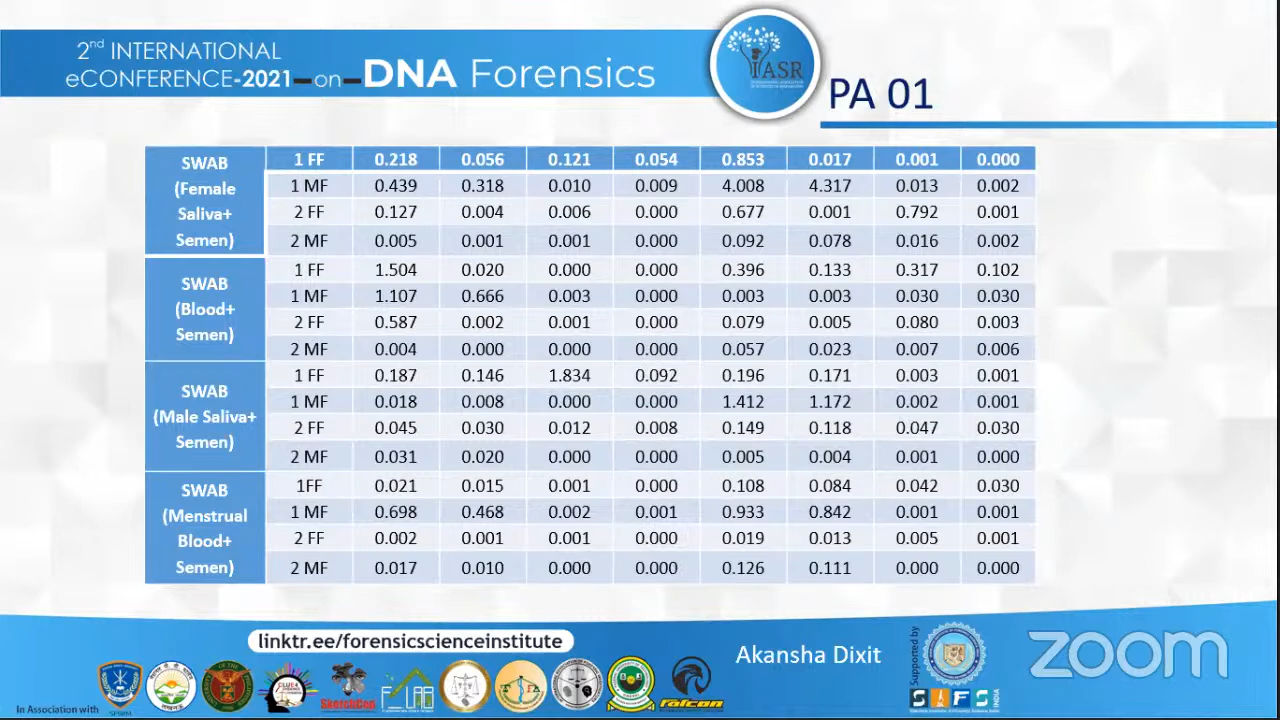 2nd INTERNATIONAL
eCONFERENCE-2021-on-DNA Forensics
IASR
PA 01
SWAB (Female Saliva+ Semen)
1 FF 0.218 0.056 0.121 0.054 0.853 0.017 0.001 0.000
1 MF 0.439 0.318 0.010 0.009 4.008 4.317 0.013 0.002
2 FF 0.127 0.004 0.006 0.000 0.677 0.001 0.792 0.001
2 MF 0.005 0.001 0.001 0.000 0.092 0.078 0.016 0.002
SWAB (Blood+ Semen)
1 FF 1.504 0.020 0.000 0.000 0.396 0.133 0.317 0.102
1 MF 1.107 0.666 0.003 0.000 0.003 0.003 0.030 0.030
2 FF 0.587 0.002 0.001 0.000 0.079 0.005 0.080 0.003
2 MF 0.004 0.000 0.000 0.000 0.057 0.023 0.007 0.006
SWAB (Male Saliva+ Semen)
1 FF 0.187 0.146 1.834 0.092 0.196 0.171 0.003 0.001
1 MF 0.018 0.008 0.000 0.000 1.412 1.172 0.002 0.001
2 FF 0.045 0.030 0.012 0.008 0.149 0.118 0.047 0.030
2 MF 0.031 0.020 0.000 0.000 0.005 0.004 0.001 0.000
SWAB (Menstrual Blood+ Semen)
1FF 0.021 0.015 0.001 0.000 0.108 0.084 0.042 0.030
1 MF 0.698 0.468 0.002 0.001 0.933 0.842 0.001 0.001
2 FF 0.002 0.001 0.001 0.000 0.019 0.013 0.005 0.001
2 MF 0.017 0.010 0.000 0.000 0.126 0.111 0.000 0.000
linktr.ee/forensicscienceinstitute
Akansha Dixit
Supported by
SIFS
INDIA
zoom
In Association with
SketchCon
falcon